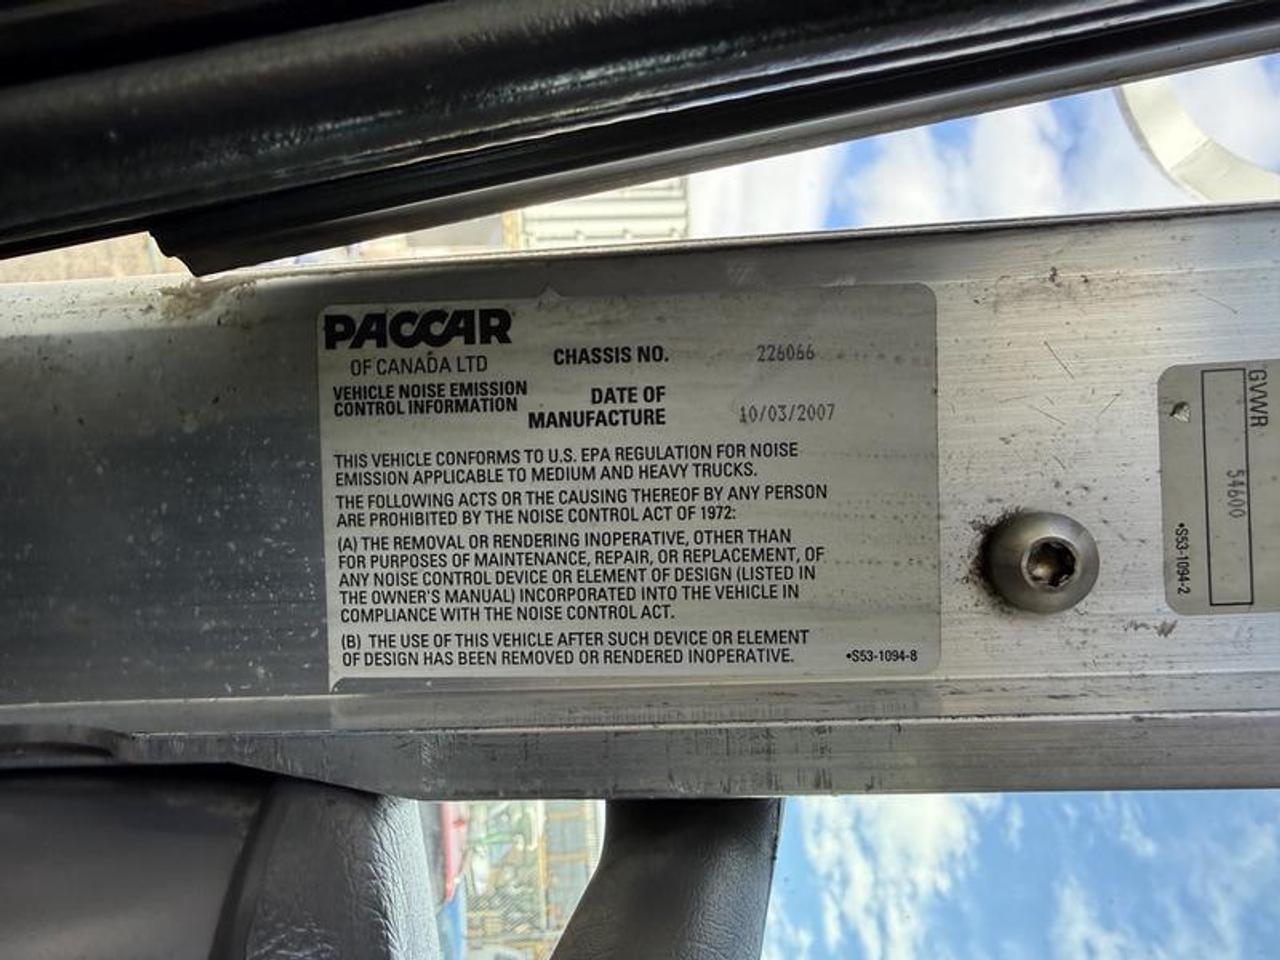 PACCAR
OF CANADA LTD
VEHICLE NOISE EMISSION
CONTROL INFORMATION
CHASSIS NO. 226066
DATE OF
MANUFACTURE 10/03/2007
THIS VEHICLE CONFORMS TO U.S. EPA REGULATION FOR NOISE
EMISSION APPLICABLE TO MEDIUM AND HEAVY TRUCKS.
THE FOLLOWING ACTS OR THE CAUSING THEREOF BY ANY PERSON
ARE PROHIBITED BY THE NOISE CONTROL ACT OF 1972:
(A) THE REMOVAL OR RENDERING INOPERATIVE, OTHER THAN
FOR PURPOSES OF MAINTENANCE, REPAIR, OR REPLACEMENT, OF
ANY NOISE CONTROL DEVICE OR ELEMENT OF DESIGN (LISTED IN
THE OWNER'S MANUAL) INCORPORATED INTO THE VEHICLE IN
COMPLIANCE WITH THE NOISE CONTROL ACT.
(B) THE USE OF THIS VEHICLE AFTER SUCH DEVICE OR ELEMENT
OF DESIGN HAS BEEN REMOVED OR RENDERED INOPERATIVE.
•S53-1094-8
GVWR
54600
•S53-1094-2